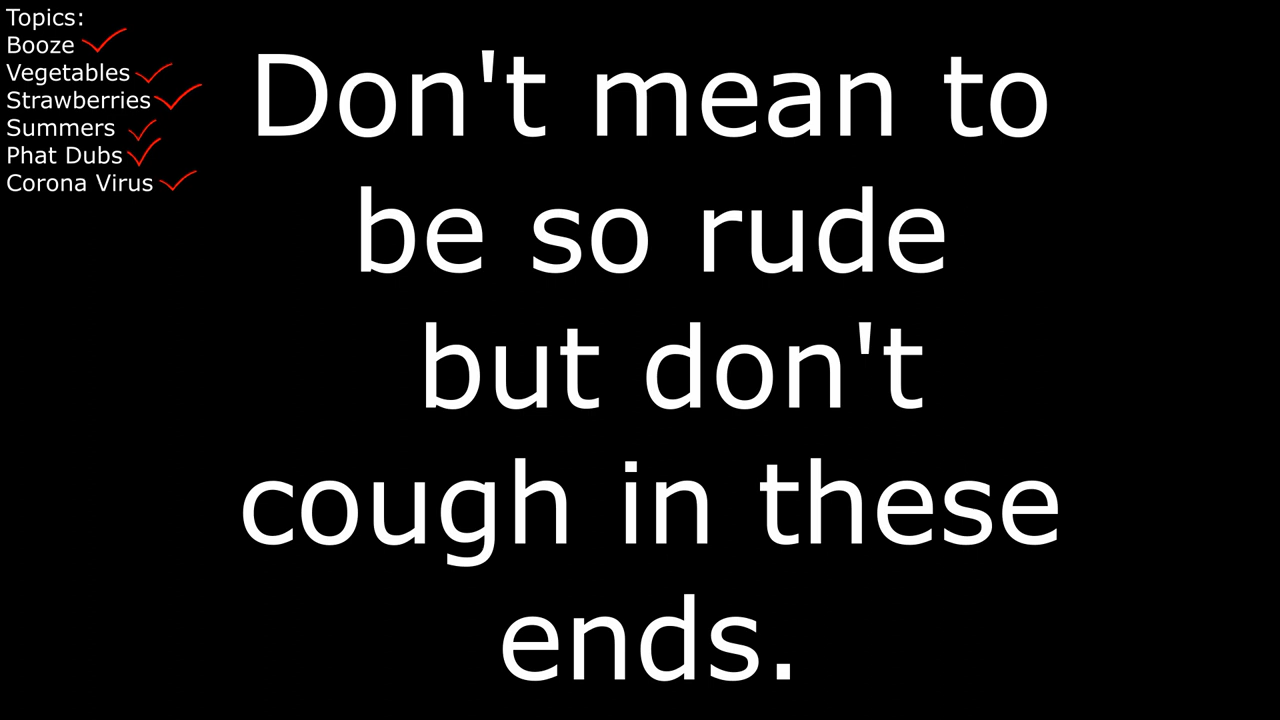 Topics:
Booze
Vegetables
Strawberries
Summers
Phat Dubs
Corona Virus
Don't mean to
be so rude
but don't
cough in these
ends.